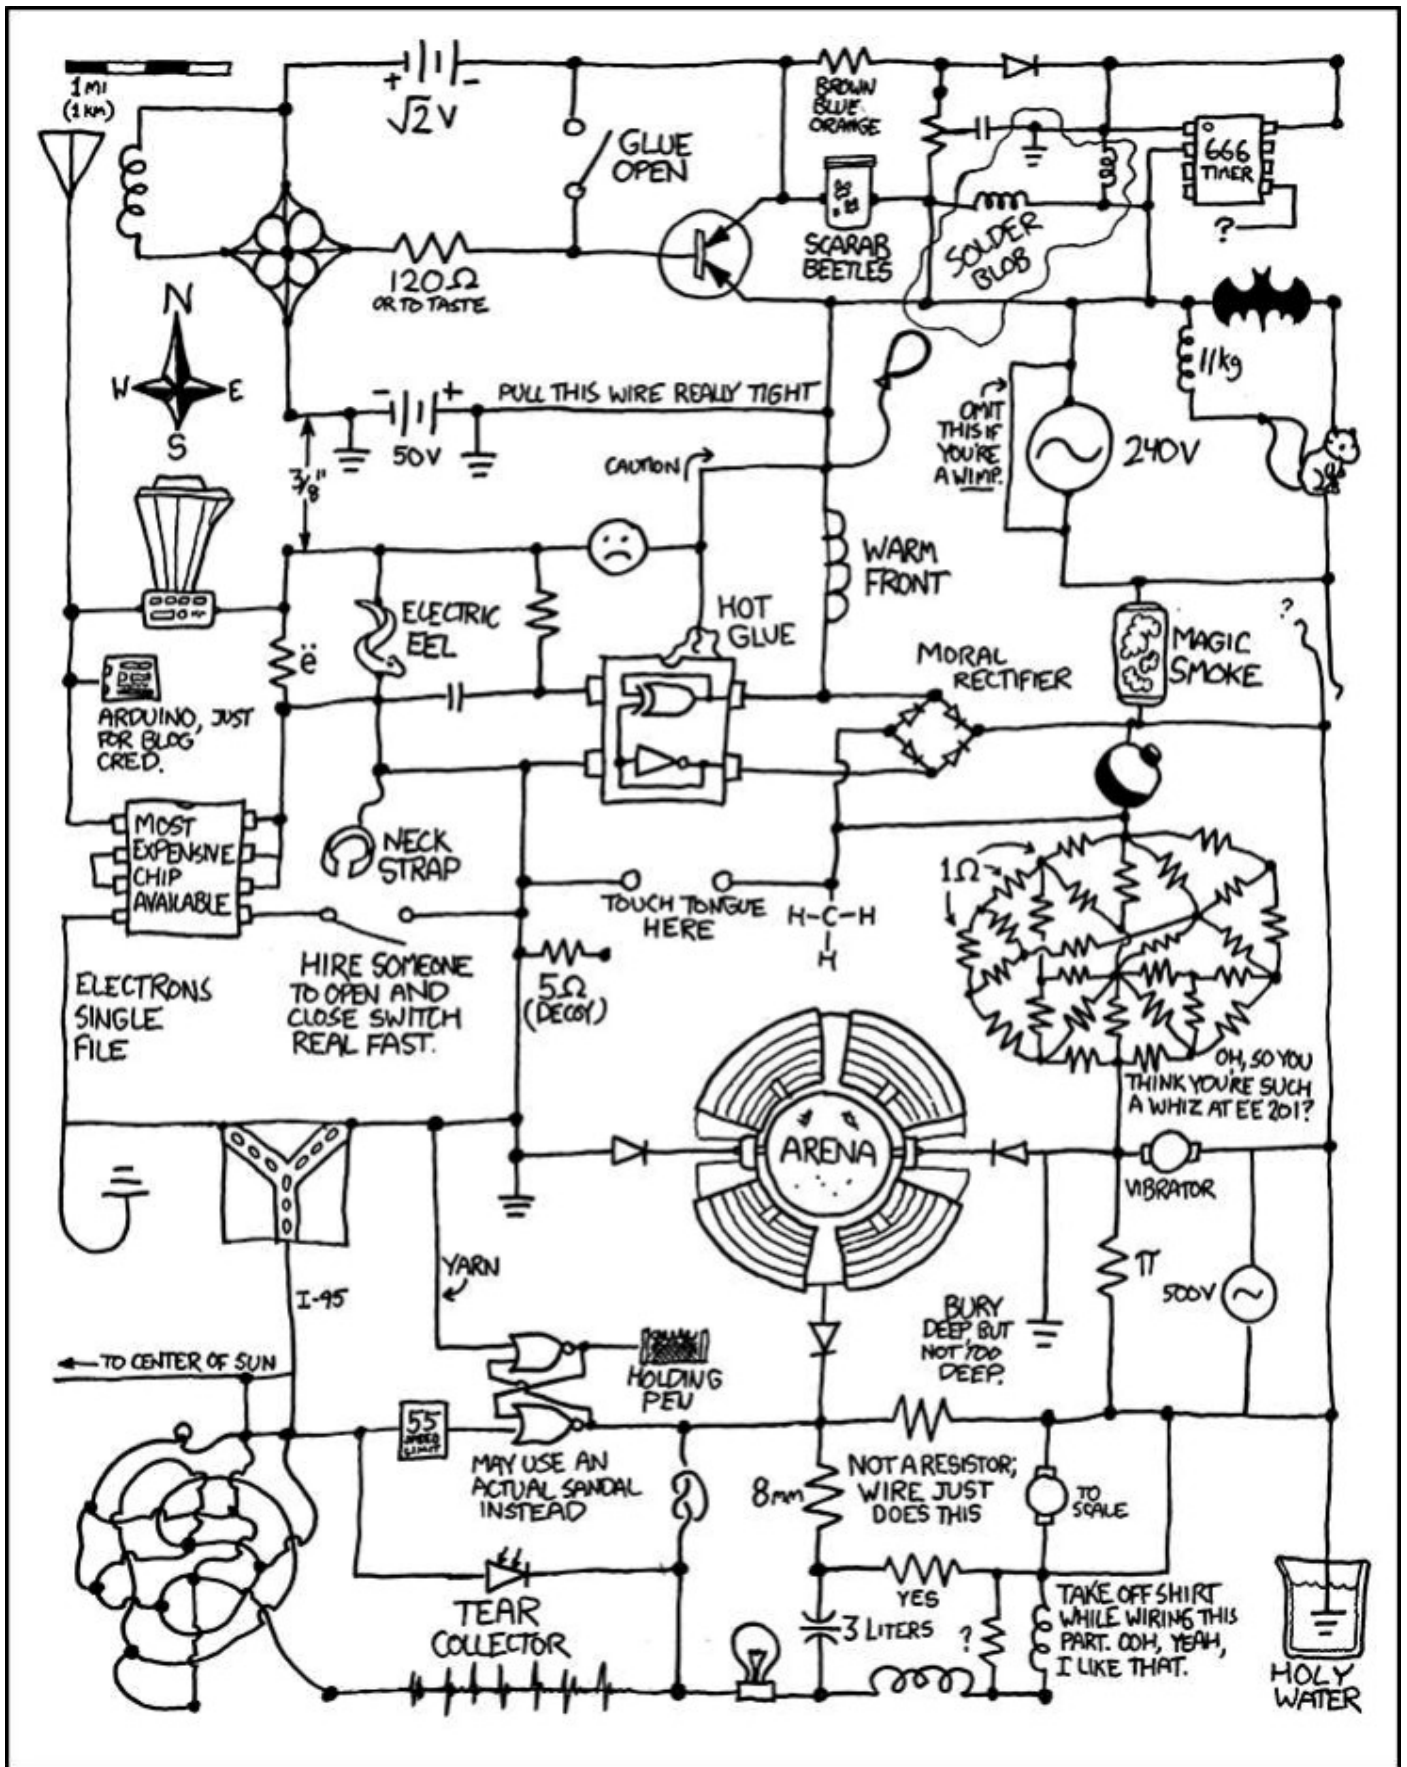 1 MI
(1 KM)
+
-
√2 V
GLUE
OPEN
BROWN
BLUE
ORANGE
666
TIMER
?
SCARAB
BEETLES
SOLDER
BLOB
120Ω
OR TO TASTE
N
W
E
S
11kg
-
+
50V
PULL THIS WIRE REALLY TIGHT
3/8"
CAUTION
OMIT
THIS IF
YOU'RE
A WIMP.
240V
WARM
FRONT
ELECTRIC
EEL
HOT
GLUE
ë
MORAL
RECTIFIER
MAGIC
SMOKE
?
ARDUINO, JUST
FOR BLOG
CRED.
MOST
EXPENSIVE
CHIP
AVAILABLE
NECK
STRAP
1Ω
TOUCH TONGUE
HERE
H-C-H
H
ELECTRONS
SINGLE
FILE
HIRE SOMEONE
TO OPEN AND
CLOSE SWITCH
REAL FAST.
5Ω
(DECOY)
OH, SO YOU
THINK YOU'RE SUCH
A WHIZ AT EE 201?
ARENA
VIBRATOR
YARN
I-95
π
500V
BURY
DEEP, BUT
NOT TOO
DEEP.
TO CENTER OF SUN
HOLDING
PEN
55
SPEED
LIMIT
MAY USE AN
ACTUAL SANDAL
INSTEAD
8mm
NOT A RESISTOR;
WIRE JUST
DOES THIS
TO
SCALE
YES
TEAR
COLLECTOR
3 LITERS
?
TAKE OFF SHIRT
WHILE WIRING THIS
PART. OOH, YEAH,
I LIKE THAT.
HOLY
WATER